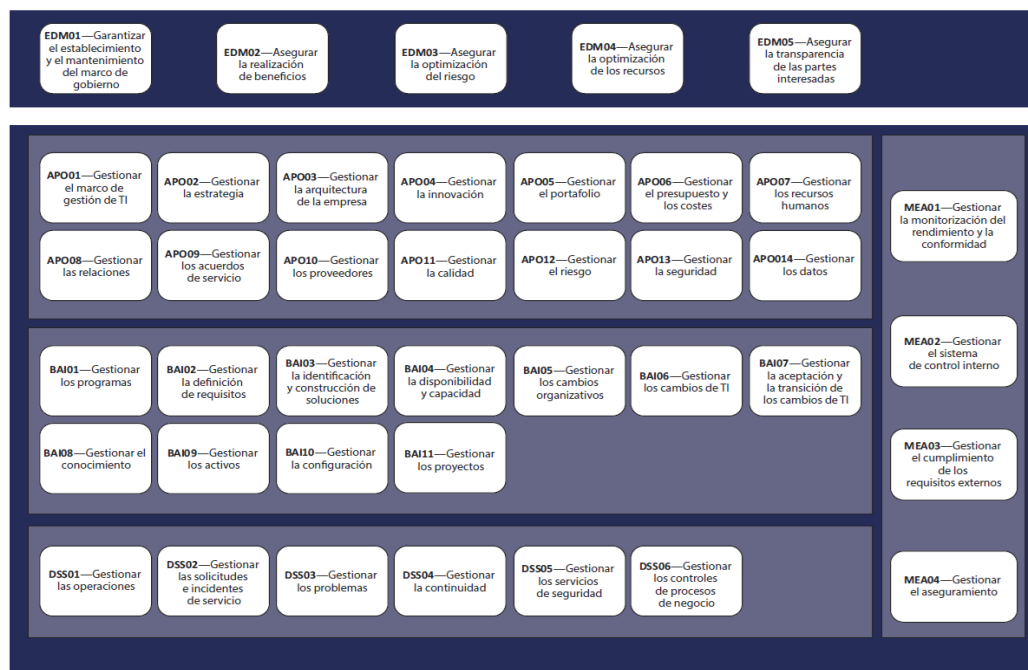 EDM01—Garantizar
el establecimiento
y el mantenimiento
del marco de
gobierno
EDM02—Asegurar
la realización
de beneficios
EDM03—Asegurar
la optimización
del riesgo
EDM04—Asegurar
la optimización
de los recursos
EDM05—Asegurar
la transparencia
de las partes
interesadas
APO01—Gestionar
el marco de
gestión de TI
APO02—Gestionar
la estrategia
APO03—Gestionar
la arquitectura
de la empresa
APO04—Gestionar
la innovación
APO05—Gestionar
el portafolio
APO06—Gestionar
el presupuesto y
los costes
APO07—Gestionar
los recursos
humanos
APO08—Gestionar
las relaciones
APO09—Gestionar
los acuerdos
de servicio
APO10—Gestionar
los proveedores
APO11—Gestionar
la calidad
APO12—Gestionar
el riesgo
APO13—Gestionar
la seguridad
APO014—Gestionar
los datos
BAI01—Gestionar
los programas
BAI02—Gestionar
la definición
de requisitos
BAI03—Gestionar
la identificación
y construcción de
soluciones
BAI04—Gestionar
la disponibilidad
y capacidad
BAI05—Gestionar
los cambios
organizativos
BAI06—Gestionar
los cambios de TI
BAI07—Gestionar
la aceptación y
la transición de
los cambios de TI
BAI08—Gestionar el
conocimiento
BAI09—Gestionar
los activos
BAI10—Gestionar
la configuración
BAI11—Gestionar
los proyectos
DSS01—Gestionar
las operaciones
DSS02—Gestionar
las solicitudes
e incidentes
de servicio
DSS03—Gestionar
los problemas
DSS04—Gestionar
la continuidad
DSS05—Gestionar
los servicios
de seguridad
DSS06—Gestionar
los controles
de procesos
de negocio
MEA01—Gestionar
la monitorización del
rendimiento y la
conformidad
MEA02—Gestionar
el sistema
de control interno
MEA03—Gestionar
el cumplimiento
de los
requisitos externos
MEA04—Gestionar
el aseguramiento